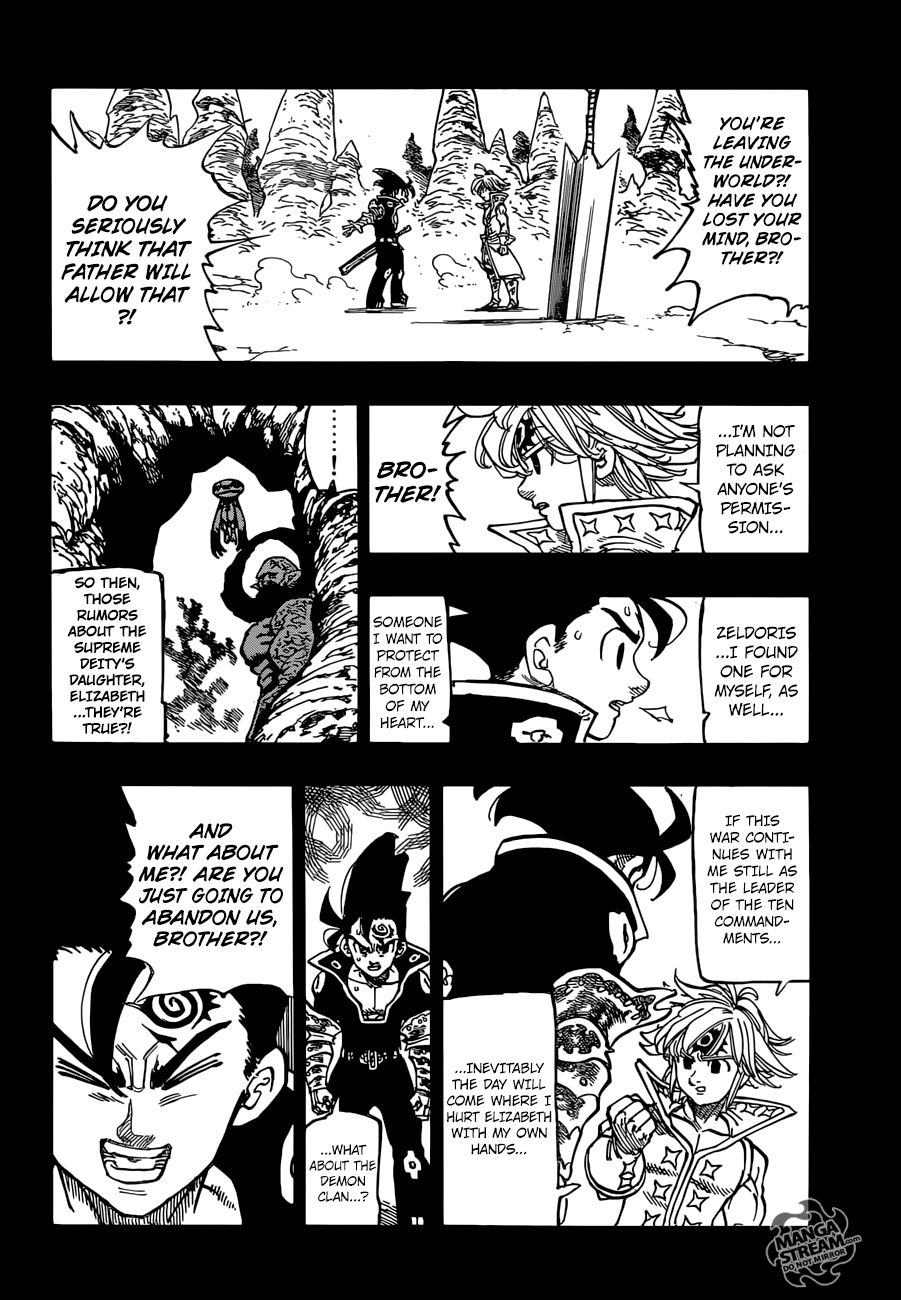 YOU'RE
LEAVING
THE UNDER-
WORLD?!
HAVE YOU
LOST YOUR
MIND, BRO-
THER?!
DO YOU
SERIOUSLY
THINK THAT
FATHER WILL
ALLOW THAT
?!
...I'M NOT
PLANNING
TO ASK
ANYONE'S
PERMIS-
SION...
BRO-
THER!
ZELDORIS
...I FOUND
ONE FOR
MYSELF, AS
WELL...
SOMEONE
I WANT TO
PROTECT
FROM THE
BOTTOM
OF MY
HEART...
.........
SO THEN,
THOSE
RUMORS
ABOUT THE
SUPREME
DEITY'S
DAUGHTER,
ELIZABETH
...THEY'RE
TRUE?!
IF THIS
WAR CONTI-
NUES WITH
ME STILL AS
THE LEADER
OF THE TEN
COMMAND-
MENTS...
...INEVITABLY
THE DAY WILL
COME WHERE I
HURT ELIZABETH
WITH MY OWN
HANDS...
...WHAT
ABOUT THE
DEMON
CLAN...?
AND
WHAT ABOUT
ME?! ARE YOU
JUST GOING TO
ABANDON US,
BROTHER?!
MANGA
STREAM.com
DO NOT MIRROR